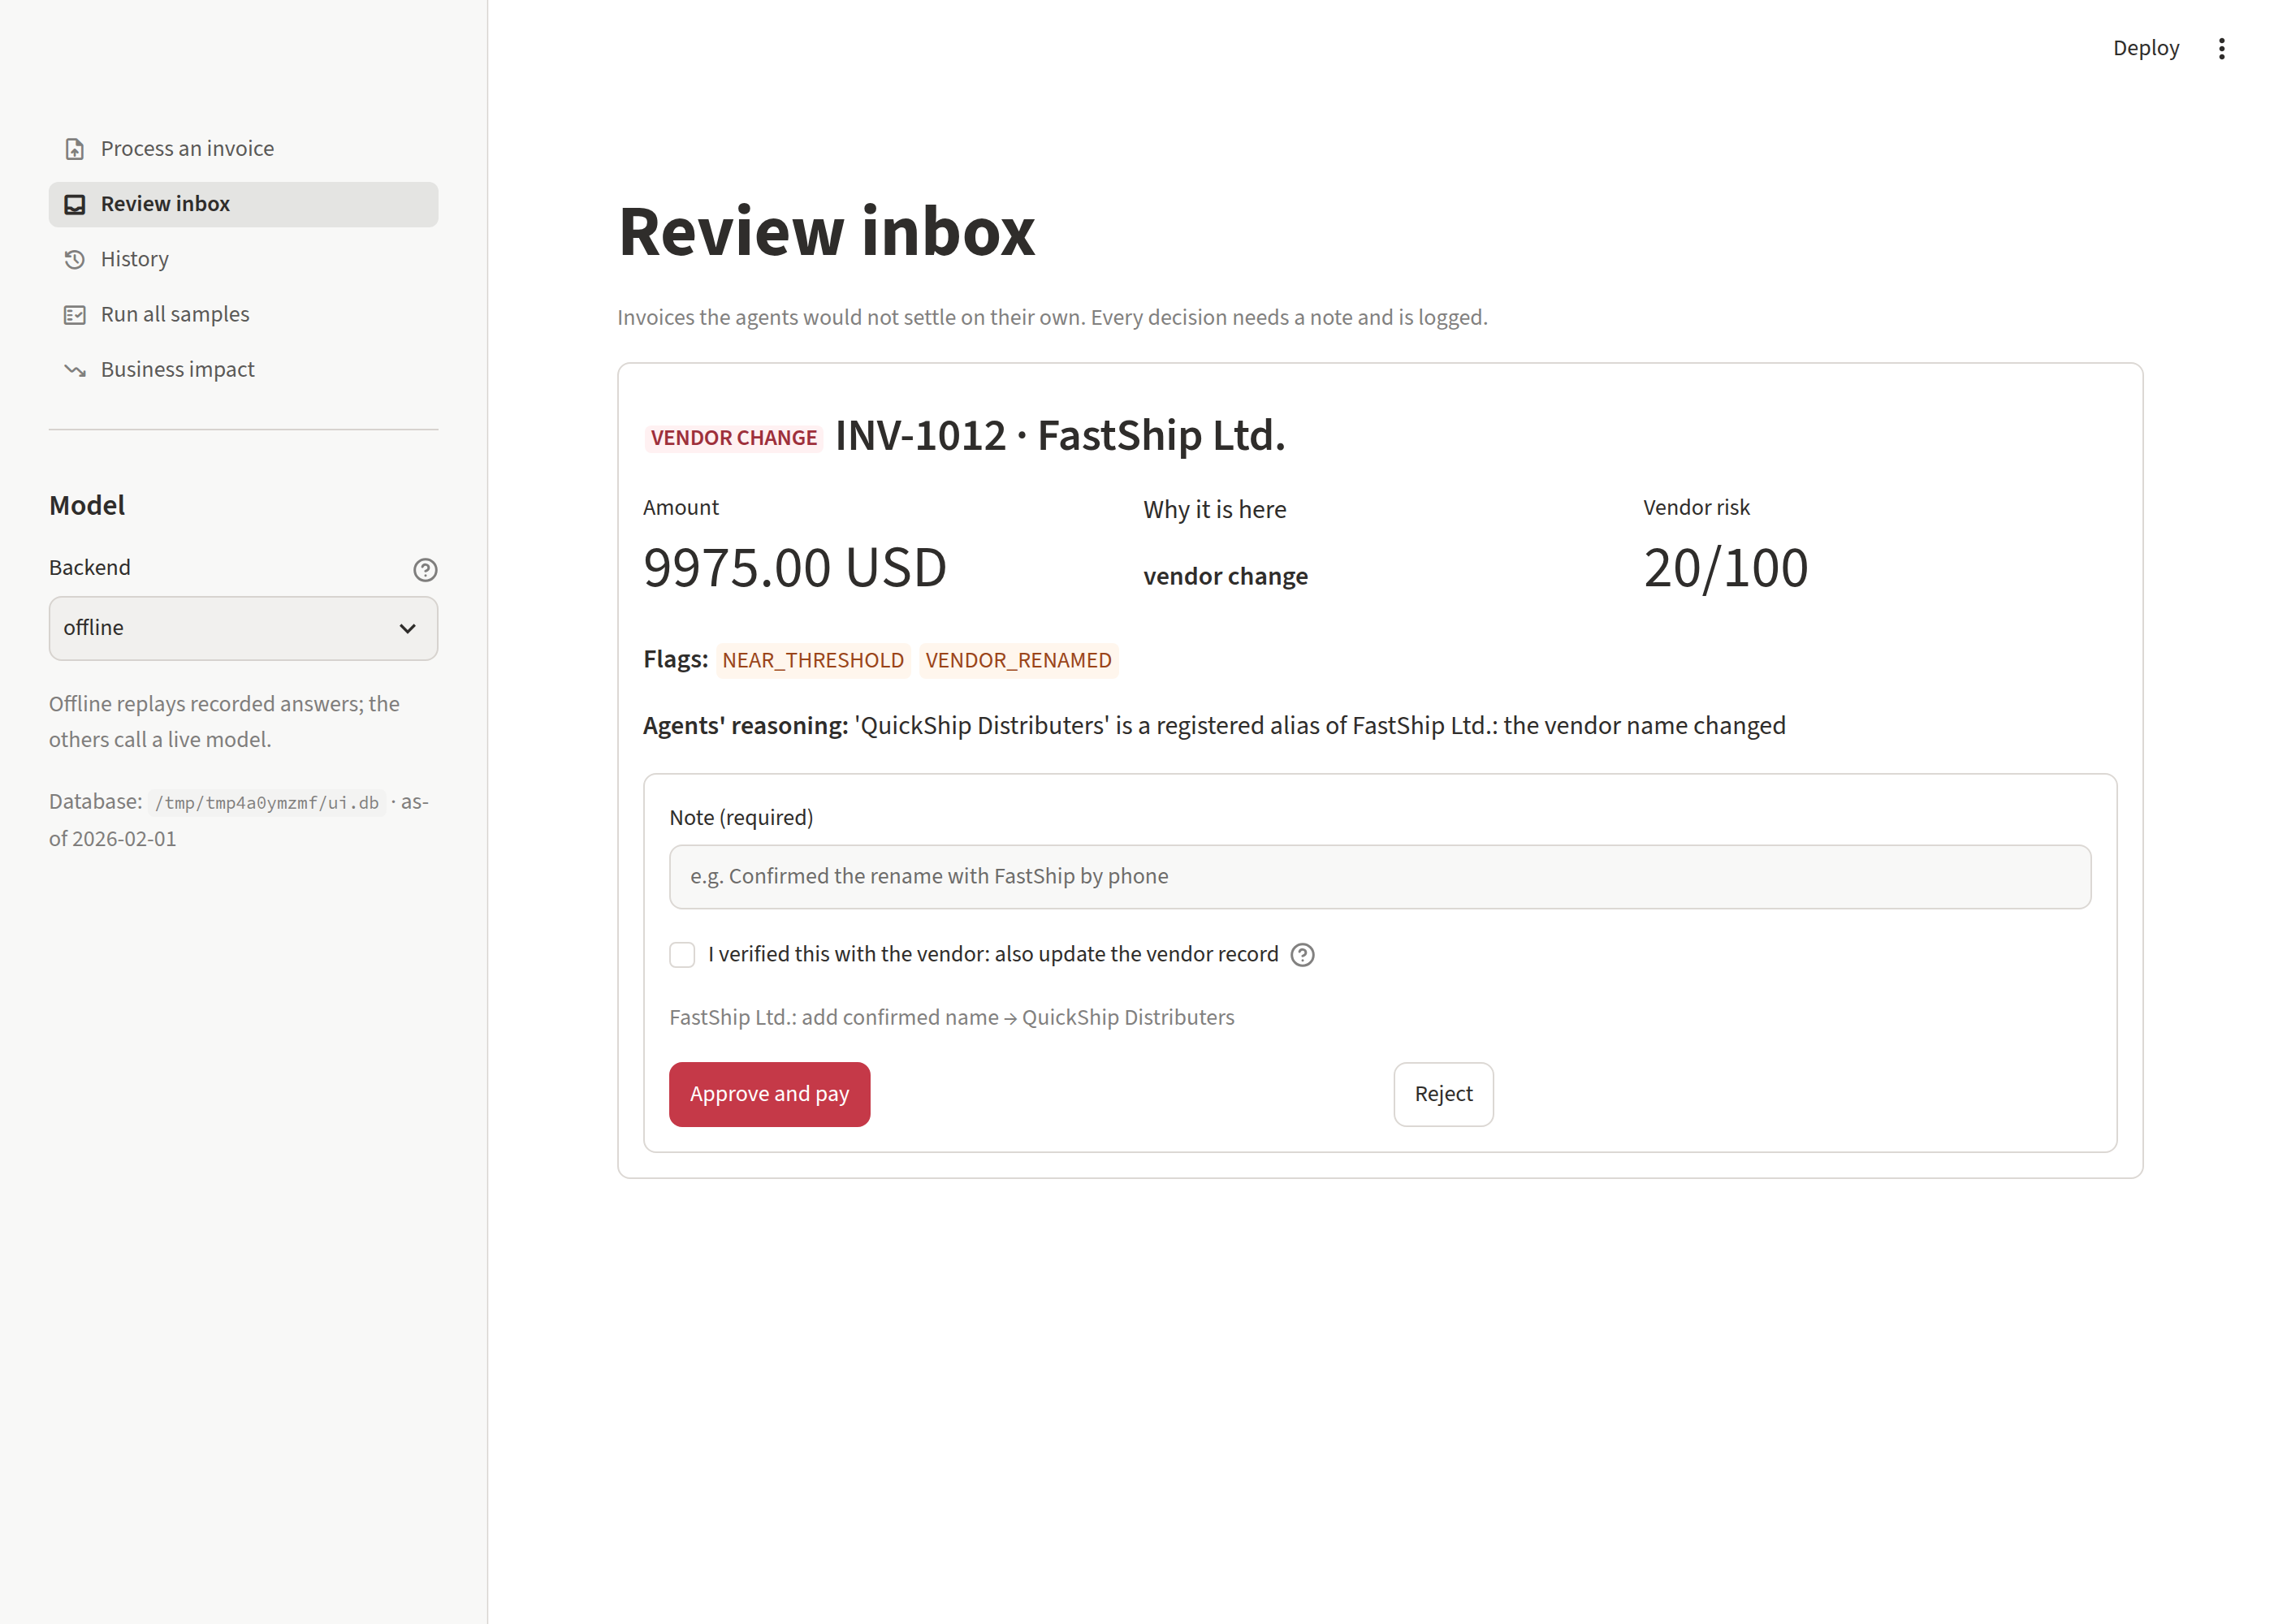 Deploy
Process an invoice
Review inbox
History
Run all samples
Business impact
Model
Backend
offline
Offline replays recorded answers; the
others call a live model.
Database: /tmp/tmp4a0ymzmf/ui.db · as-
of 2026-02-01
Review inbox
Invoices the agents would not settle on their own. Every decision needs a note and is logged.
VENDOR CHANGE INV-1012 · FastShip Ltd.
Amount
9975.00 USD
Why it is here
vendor change
Vendor risk
20/100
Flags: NEAR_THRESHOLD VENDOR_RENAMED
Agents' reasoning: 'QuickShip Distributers' is a registered alias of FastShip Ltd.: the vendor name changed
Note (required)
e.g. Confirmed the rename with FastShip by phone
I verified this with the vendor: also update the vendor record
FastShip Ltd.: add confirmed name → QuickShip Distributers
Approve and pay
Reject